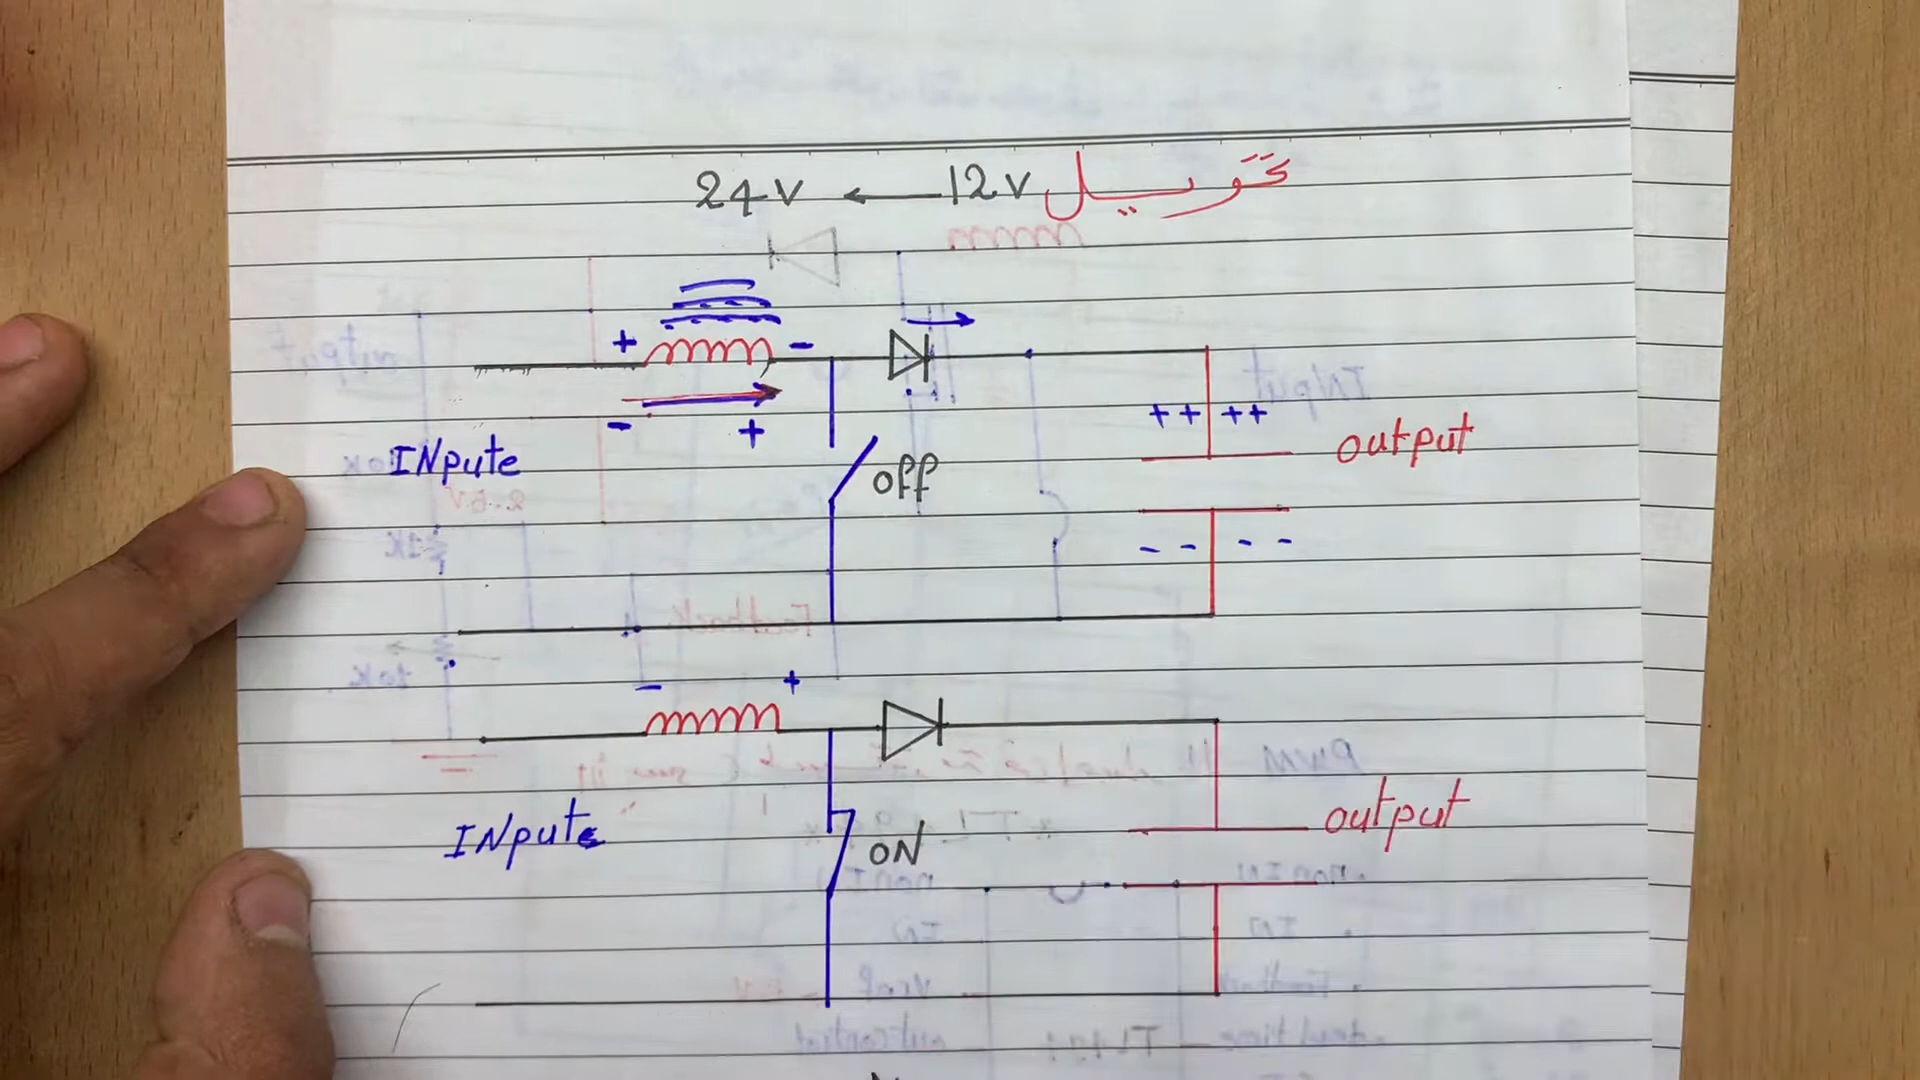 تحويل 12v ← 24v
+ -
- +
++ ++
INpute
output
off
- - - -
- +
INpute
output
ON